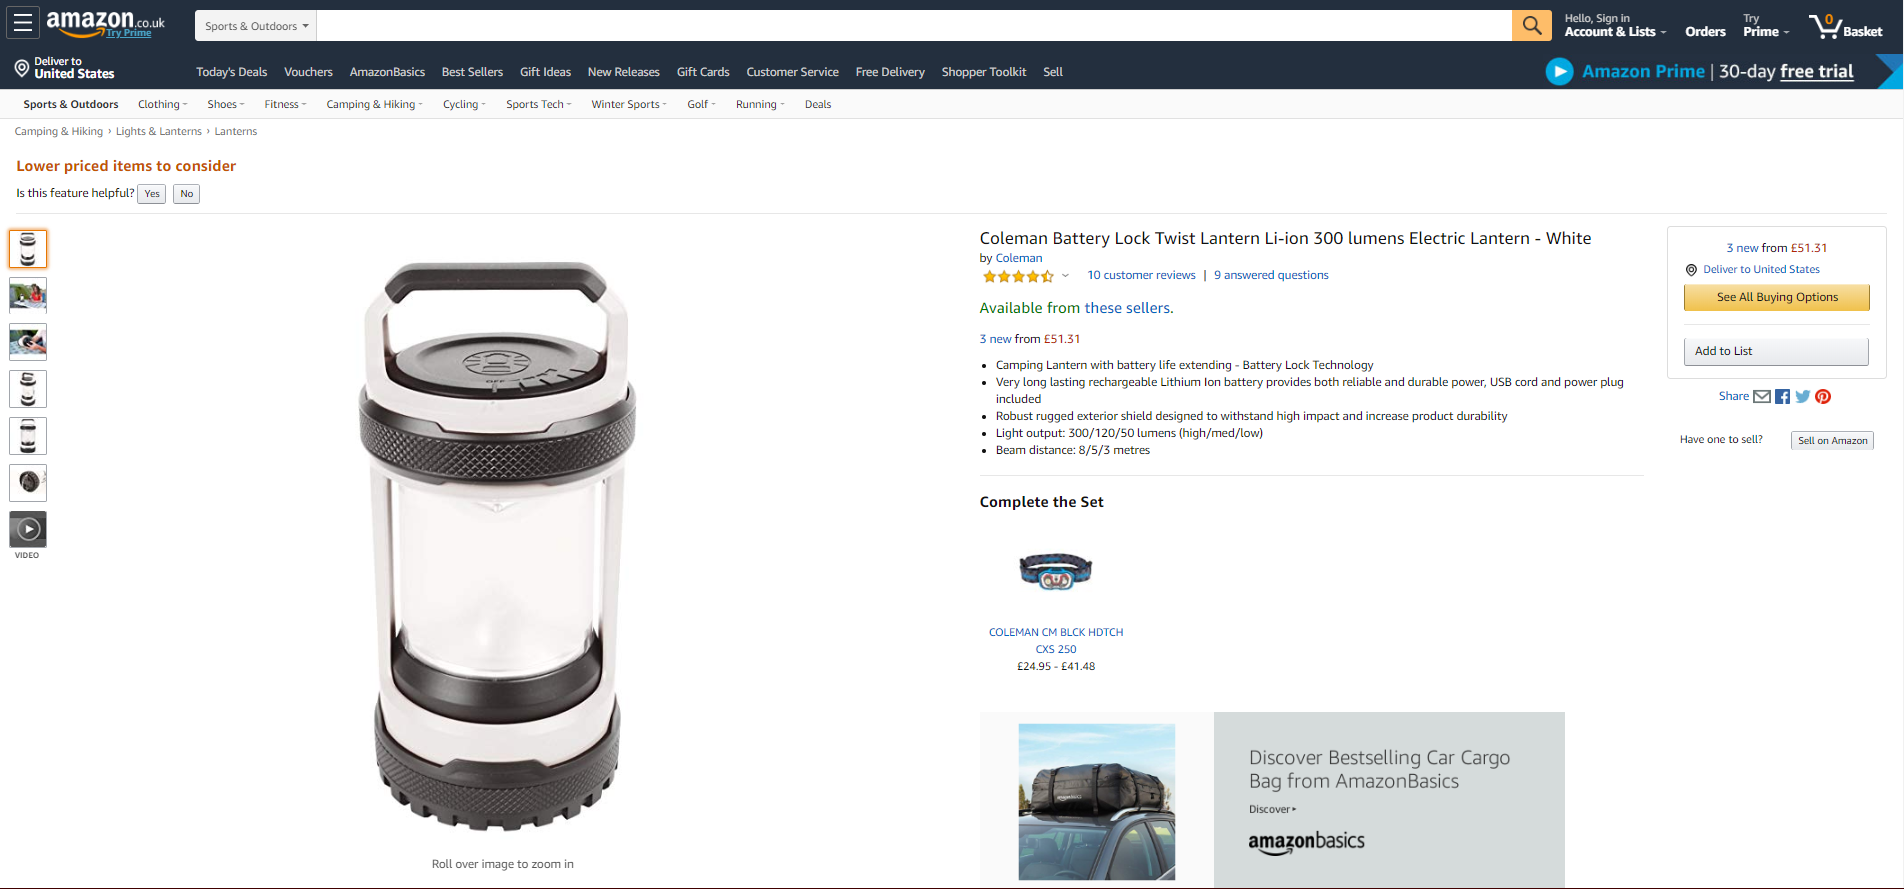 amazon.co.uk
Try Prime
Sports & Outdoors
Hello, Sign in
Account & Lists
Orders
Try
Prime
0
Basket
Deliver to
United States
Today's Deals
Vouchers
AmazonBasics
Best Sellers
Gift Ideas
New Releases
Gift Cards
Customer Service
Free Delivery
Shopper Toolkit
Sell
Amazon Prime | 30-day free trial
Sports & Outdoors
Clothing
Shoes
Fitness
Camping & Hiking
Cycling
Sports Tech
Winter Sports
Golf
Running
Deals
Camping & Hiking › Lights & Lanterns › Lanterns
Lower priced items to consider
Is this feature helpful? Yes No
VIDEO
OFF
Roll over image to zoom in
Coleman Battery Lock Twist Lantern Li-ion 300 lumens Electric Lantern - White
by Coleman
10 customer reviews | 9 answered questions
Available from these sellers.
3 new from £51.31
Camping Lantern with battery life extending - Battery Lock Technology
Very long lasting rechargeable Lithium Ion battery provides both reliable and durable power, USB cord and power plug
included
Robust rugged exterior shield designed to withstand high impact and increase product durability
Light output: 300/120/50 lumens (high/med/low)
Beam distance: 8/5/3 metres
Complete the Set
COLEMAN CM BLCK HDTCH
CXS 250
£24.95 - £41.48
Discover Bestselling Car Cargo
Bag from AmazonBasics
Discover
amazonbasics
3 new from £51.31
Deliver to United States
See All Buying Options
Add to List
Share
Have one to sell?
Sell on Amazon